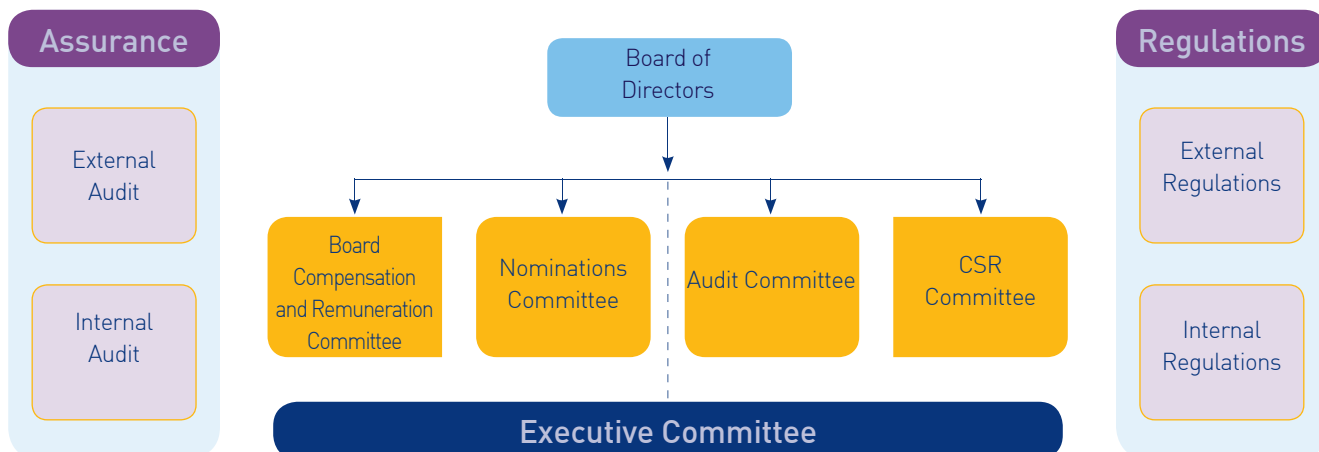 Assurance
External
Audit
Internal
Audit
Board of
Directors
Board
Compensation
and Remuneration
Committee
Nominations
Committee
Audit Committee
CSR
Committee
Executive Committee
Regulations
External
Regulations
Internal
Regulations